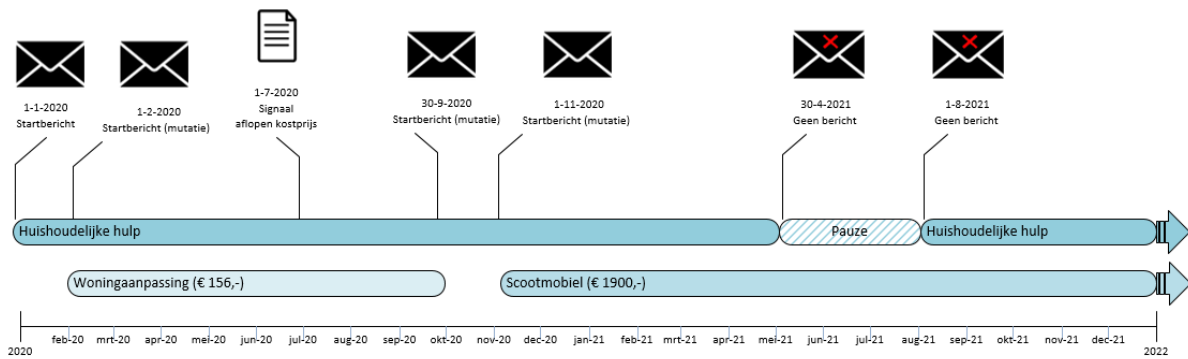 1-1-2020
Startbericht
1-2-2020
Startbericht (mutatie)
1-7-2020
Signaal
aflopen kostprijs
30-9-2020
Startbericht (mutatie)
1-11-2020
Startbericht (mutatie)
30-4-2021
Geen bericht
1-8-2021
Geen bericht
Huishoudelijke hulp
Pauze
Huishoudelijke hulp
Woningaanpassing (€ 156,-)
Scootmobiel (€ 1900,-)
2020
feb-20
mrt-20
apr-20
mei-20
jun-20
jul-20
aug-20
sep-20
okt-20
nov-20
dec-20
jan-21
feb-21
mrt-21
apr-21
mei-21
jun-21
jul-21
aug-21
sep-21
okt-21
nov-21
dec-21
2022